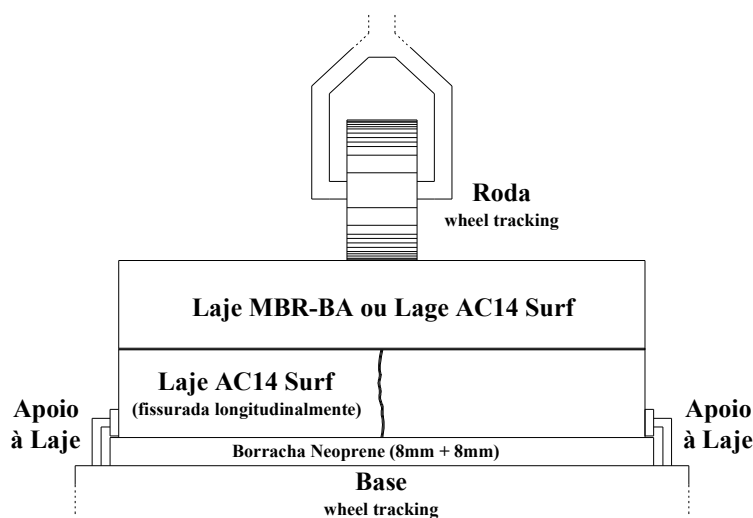 Roda
wheel tracking
Laje MBR-BA ou Lage AC14 Surf
Laje AC14 Surf
(fissurada longitudinalmente)
Apoio
à Laje
Apoio
à Laje
Borracha Neoprene (8mm + 8mm)
Base
wheel tracking